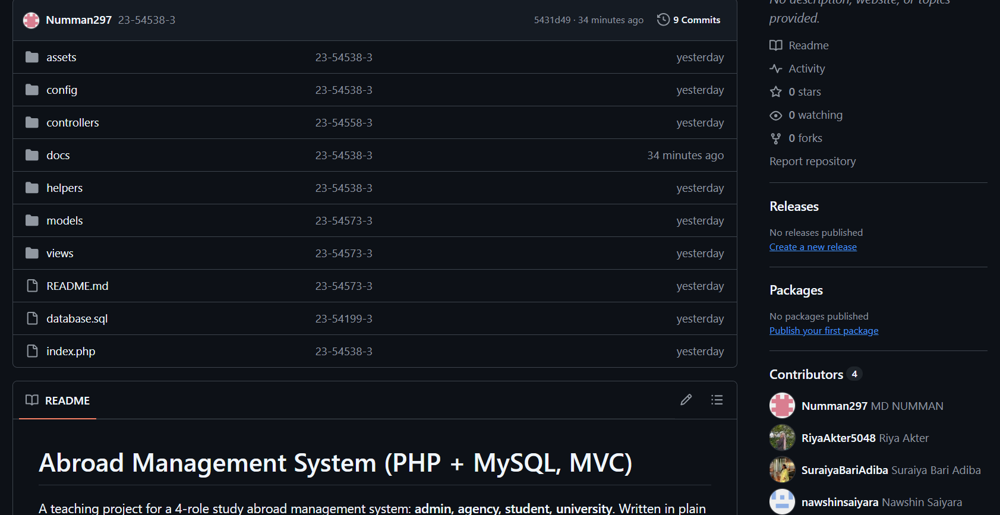 Numman297 23-54538-3 5431d49 · 34 minutes ago 9 Commits
assets 23-54538-3 yesterday
config 23-54538-3 yesterday
controllers 23-54558-3 yesterday
docs 23-54538-3 34 minutes ago
helpers 23-54538-3 yesterday
models 23-54573-3 yesterday
views 23-54573-3 yesterday
README.md 23-54573-3 yesterday
database.sql 23-54199-3 yesterday
index.php 23-54538-3 yesterday
README
Abroad Management System (PHP + MySQL, MVC)
A teaching project for a 4-role study abroad management system: admin, agency, student, university. Written in plain
No description, website, or topics
provided.
Readme
Activity
0 stars
0 watching
0 forks
Report repository
Releases
No releases published
Create a new release
Packages
No packages published
Publish your first package
Contributors 4
Numman297 MD NUMMAN
RiyaAkter5048 Riya Akter
SuraiyaBariAdiba Suraiya Bari Adiba
nawshinsaiyara Nawshin Saiyara